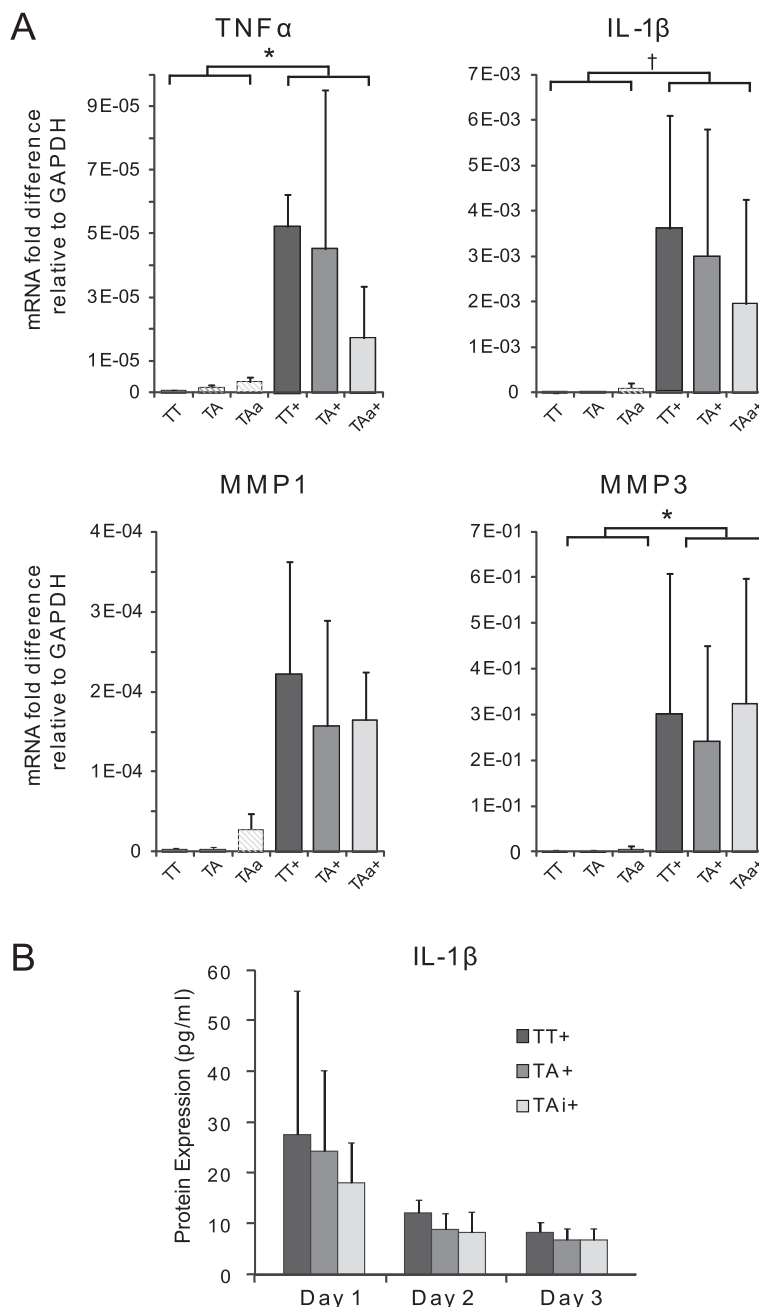 A
TNFα
IL-1β
*
†
mRNA fold difference
relative to GAPDH
9E-05
7E-05
5E-05
3E-05
1E-05
0
TT
TA
TAa
TT+
TA+
TAa+
7E-03
6E-03
5E-03
4E-03
3E-03
2E-03
1E-03
0
TT
TA
TAa
TT+
TA+
TAa+
MMP1
MMP3
*
mRNA fold difference
relative to GAPDH
4E-04
3E-04
2E-04
1E-04
0
TT
TA
TAa
TT+
TA+
TAa+
7E-01
6E-01
5E-01
4E-01
3E-01
2E-01
1E-01
0
TT
TA
TAa
TT+
TA+
TAa+
B
IL-1β
Protein Expression (pg/ml)
60
50
40
30
20
10
0
TT+
TA+
TAi+
Day 1
Day 2
Day 3